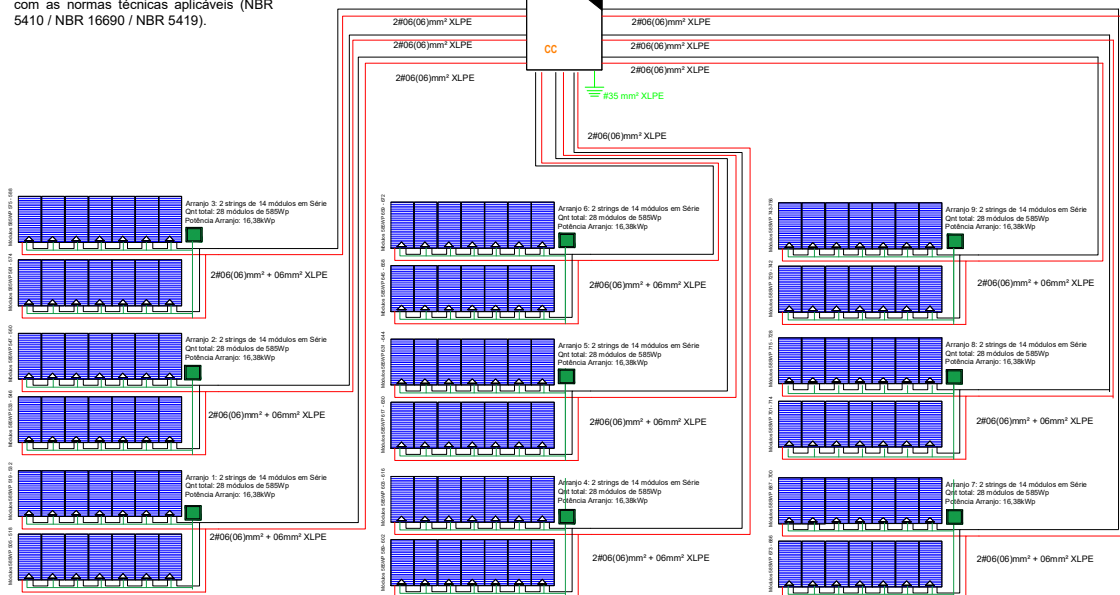 com as normas técnicas aplicáveis (NBR
5410 / NBR 16690 / NBR 5419).
2#06(06)mm² XLPE
2#06(06)mm² XLPE
2#06(06)mm² XLPE
2#06(06)mm² XLPE
CC
2#06(06)mm² XLPE
2#06(06)mm² XLPE
#35 mm² XLPE
2#06(06)mm² XLPE
Arranjo 3: 2 strings de 14 módulos em Série
Qnt total: 28 módulos de 585Wp
Potência Arranjo: 16,38kWp
2#06(06)mm² + 06mm² XLPE
Arranjo 2: 2 strings de 14 módulos em Série
Qnt total: 28 módulos de 585Wp
Potência Arranjo: 16,38kWp
2#06(06)mm² + 06mm² XLPE
Arranjo 1: 2 strings de 14 módulos em Série
Qnt total: 28 módulos de 585Wp
Potência Arranjo: 16,38kWp
2#06(06)mm² + 06mm² XLPE
Arranjo 6: 2 strings de 14 módulos em Série
Qnt total: 28 módulos de 585Wp
Potência Arranjo: 16,38kWp
2#06(06)mm² + 06mm² XLPE
Arranjo 5: 2 strings de 14 módulos em Série
Qnt total: 28 módulos de 585Wp
Potência Arranjo: 16,38kWp
2#06(06)mm² + 06mm² XLPE
Arranjo 4: 2 strings de 14 módulos em Série
Qnt total: 28 módulos de 585Wp
Potência Arranjo: 16,38kWp
2#06(06)mm² + 06mm² XLPE
Arranjo 9: 2 strings de 14 módulos em Série
Qnt total: 28 módulos de 585Wp
Potência Arranjo: 16,38kWp
2#06(06)mm² + 06mm² XLPE
Arranjo 8: 2 strings de 14 módulos em Série
Qnt total: 28 módulos de 585Wp
Potência Arranjo: 16,38kWp
2#06(06)mm² + 06mm² XLPE
Arranjo 7: 2 strings de 14 módulos em Série
Qnt total: 28 módulos de 585Wp
Potência Arranjo: 16,38kWp
2#06(06)mm² + 06mm² XLPE